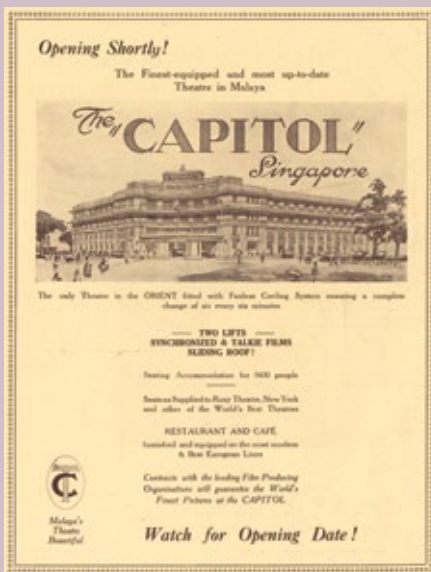 Opening Shortly!
The Finest-equipped and most up-to-date
Theatre in Malaya
The "CAPITOL"
Singapore
The only Theatre in the ORIENT fitted with Cooling System ensuring a complete
change of air every six minutes
TWO LIFTS
SYNCHRONIZED & TALKIE FILMS
SLIDING ROOF!
Seating Accommodation for 1600 people
Seats as Supplied to Roxy Theatre, New York
and other of the World's Best Theatres
RESTAURANT AND CAFÉ
furnished and equipped on the most modern
& Best European Lines
Contracts with the leading Film Producing
Organisations will guarantee the World's
Finest Pictures at the CAPITOL
Malaya's
Theatre
Beautiful
Watch for Opening Date!